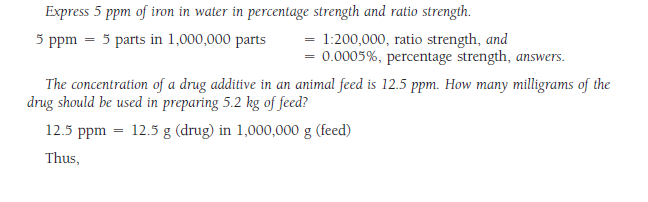 Express 5 ppm of iron in water in percentage strength and ratio strength.
5 ppm = 5 parts in 1,000,000 parts = 1:200,000, ratio strength, and
= 0.0005%, percentage strength, answers.
The concentration of a drug additive in an animal feed is 12.5 ppm. How many milligrams of the
drug should be used in preparing 5.2 kg of feed?
12.5 ppm = 12.5 g (drug) in 1,000,000 g (feed)
Thus,